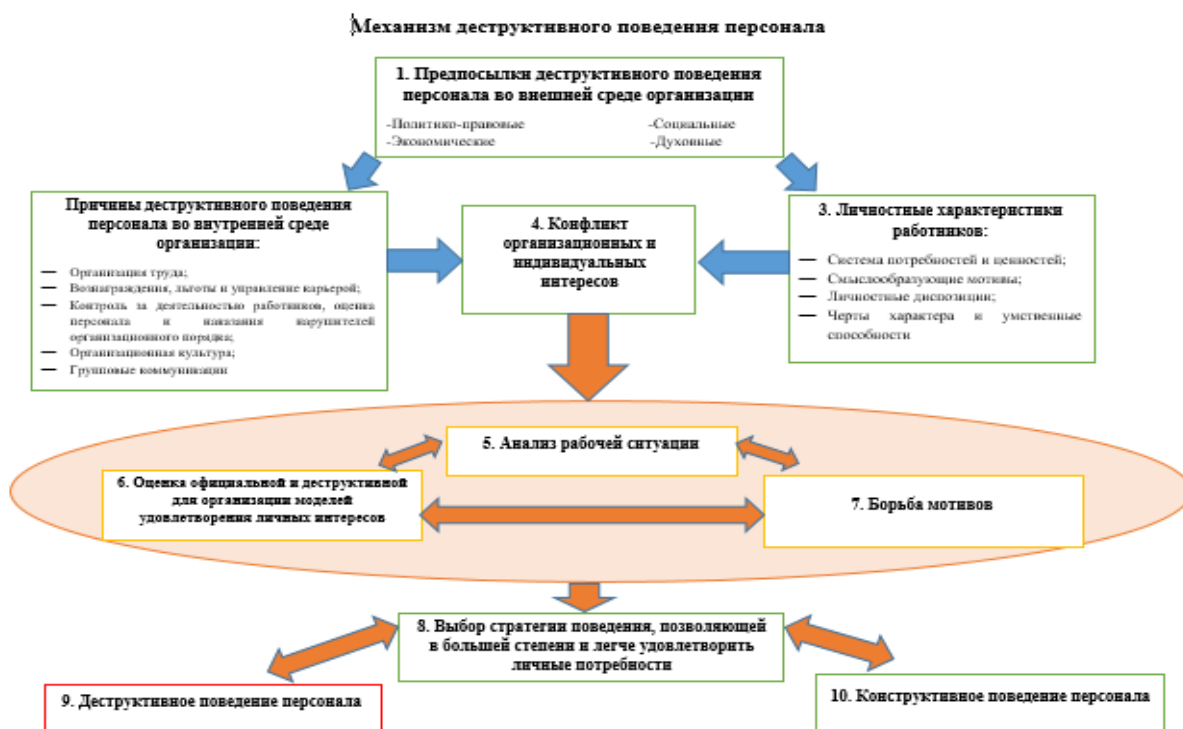 Механизм деструктивного поведения персонала
1. Предпосылки деструктивного поведения
персонала во внешней среде организации
-Политико-правовые
-Социальные
-Экономические
-Духовные
Причины деструктивного поведения
персонала во внутренней среде
организации:
— Организация труда;
— Вознаграждения, льготы и управление карьерой;
— Контроль за деятельностью работников, оценка
персонала и наказания нарушителей
организационного порядка;
— Организационная культура;
— Групповые коммуникации
4. Конфликт
организационных и
индивидуальных
интересов
3. Личностные характеристики
работников:
— Система потребностей и ценностей;
— Смыслообразующие мотивы;
— Личностные диспозиции;
— Черты характера и умственные
способности
5. Анализ рабочей ситуации
6. Оценка официальной и деструктивной
для организации моделей
удовлетворения личных интересов
7. Борьба мотивов
8. Выбор стратегии поведения, позволяющей
в большей степени и легче удовлетворить
личные потребности
9. Деструктивное поведение персонала
10. Конструктивное поведение персонала